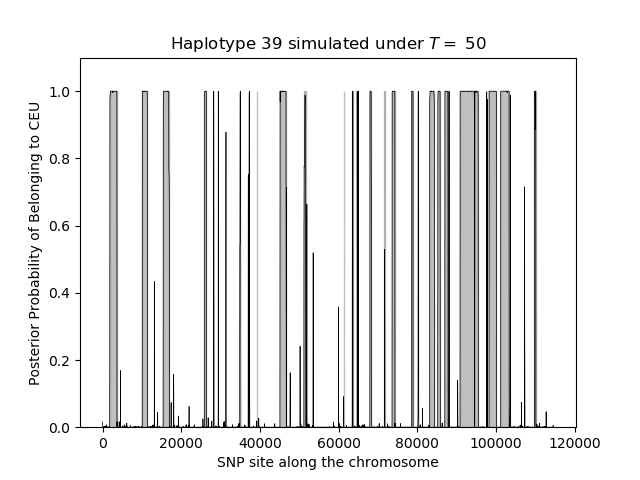 Haplotype 39 simulated under T = 50
Posterior Probability of Belonging to CEU
1.0
0.8
0.6
0.4
0.2
0.0
0 20000 40000 60000 80000 100000 120000
SNP site along the chromosome